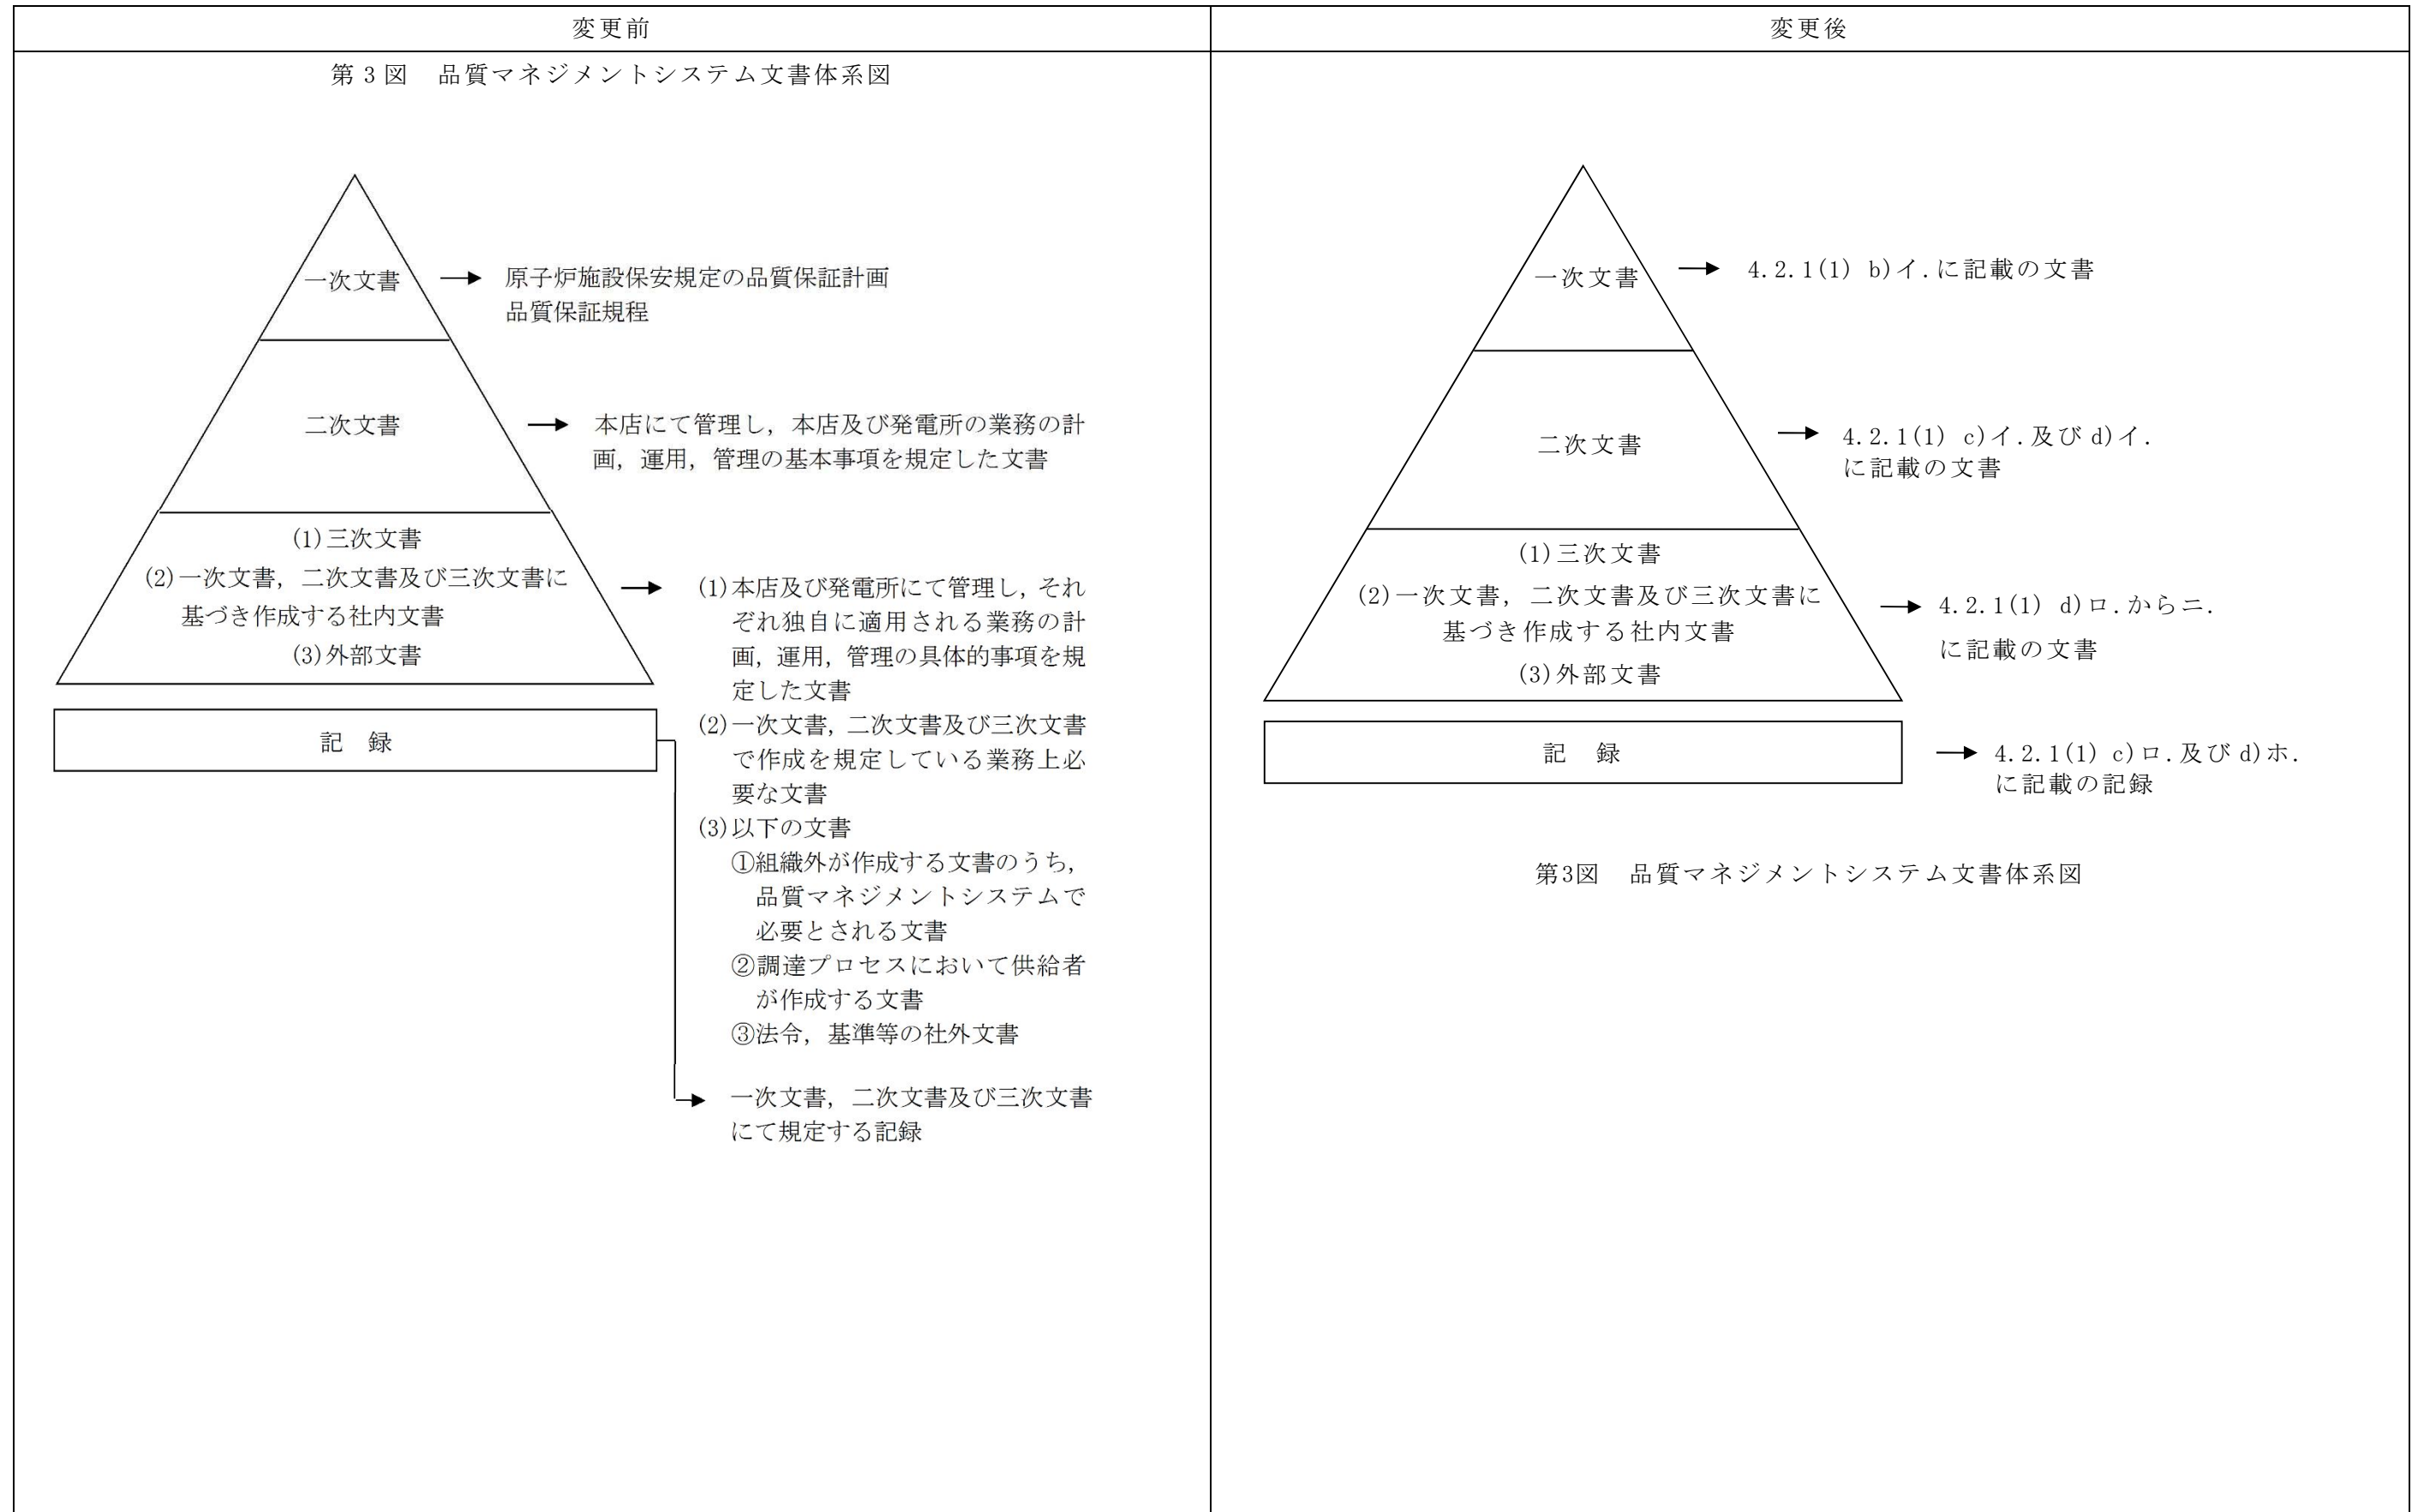 変更前
第3図　品質マネジメントシステム文書体系図
一次文書
原子炉施設保安規定の品質保証計画
品質保証規程
二次文書
本店にて管理し，本店及び発電所の業務の計
画，運用，管理の基本事項を規定した文書
(1)三次文書
(2)一次文書，二次文書及び三次文書に
基づき作成する社内文書
(3)外部文書
(1)本店及び発電所にて管理し，それ
ぞれ独自に適用される業務の計
画，運用，管理の具体的事項を規
定した文書
(2)一次文書，二次文書及び三次文書
で作成を規定している業務上必
要な文書
(3)以下の文書
①組織外が作成する文書のうち，
品質マネジメントシステムで
必要とされる文書
②調達プロセスにおいて供給者
が作成する文書
③法令，基準等の社外文書
記　録
一次文書，二次文書及び三次文書
にて規定する記録
変更後
一次文書
4.2.1(1) b)イ.に記載の文書
二次文書
4.2.1(1) c)イ.及び d)イ.
に記載の文書
(1)三次文書
(2)一次文書，二次文書及び三次文書に
基づき作成する社内文書
(3)外部文書
4.2.1(1) d)ロ.からニ.
に記載の文書
記　録
4.2.1(1) c)ロ.及び d)ホ.
に記載の記録
第3図　品質マネジメントシステム文書体系図